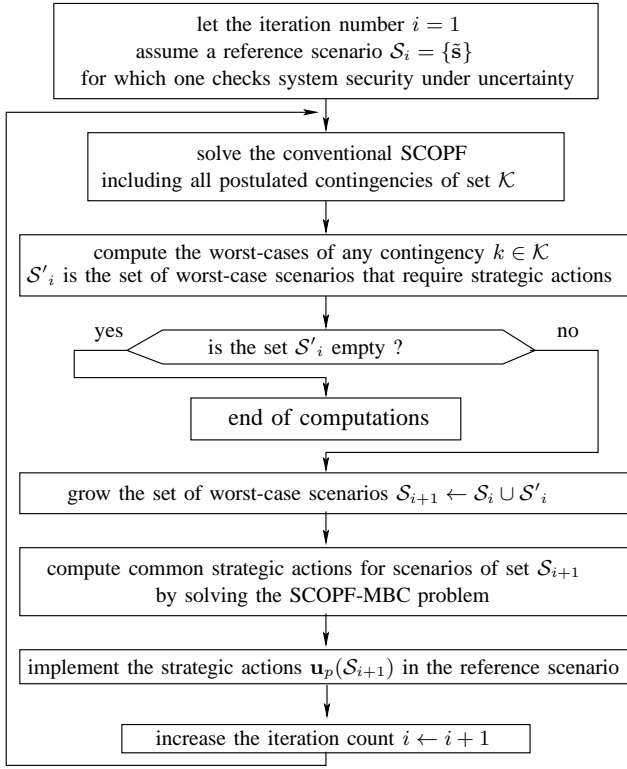 let the iteration number i = 1
assume a reference scenario 𝒮ᵢ = {s̃}
for which one checks system security under uncertainty
solve the conventional SCOPF
including all postulated contingencies of set 𝒦
compute the worst-cases of any contingency k ∈ 𝒦
𝒮′ᵢ is the set of worst-case scenarios that require strategic actions
yes
is the set 𝒮′ᵢ empty ?
no
end of computations
grow the set of worst-case scenarios 𝒮ᵢ₊₁ ← 𝒮ᵢ ∪ 𝒮′ᵢ
compute common strategic actions for scenarios of set 𝒮ᵢ₊₁
by solving the SCOPF-MBC problem
implement the strategic actions uₚ(𝒮ᵢ₊₁) in the reference scenario
increase the iteration count i ← i + 1